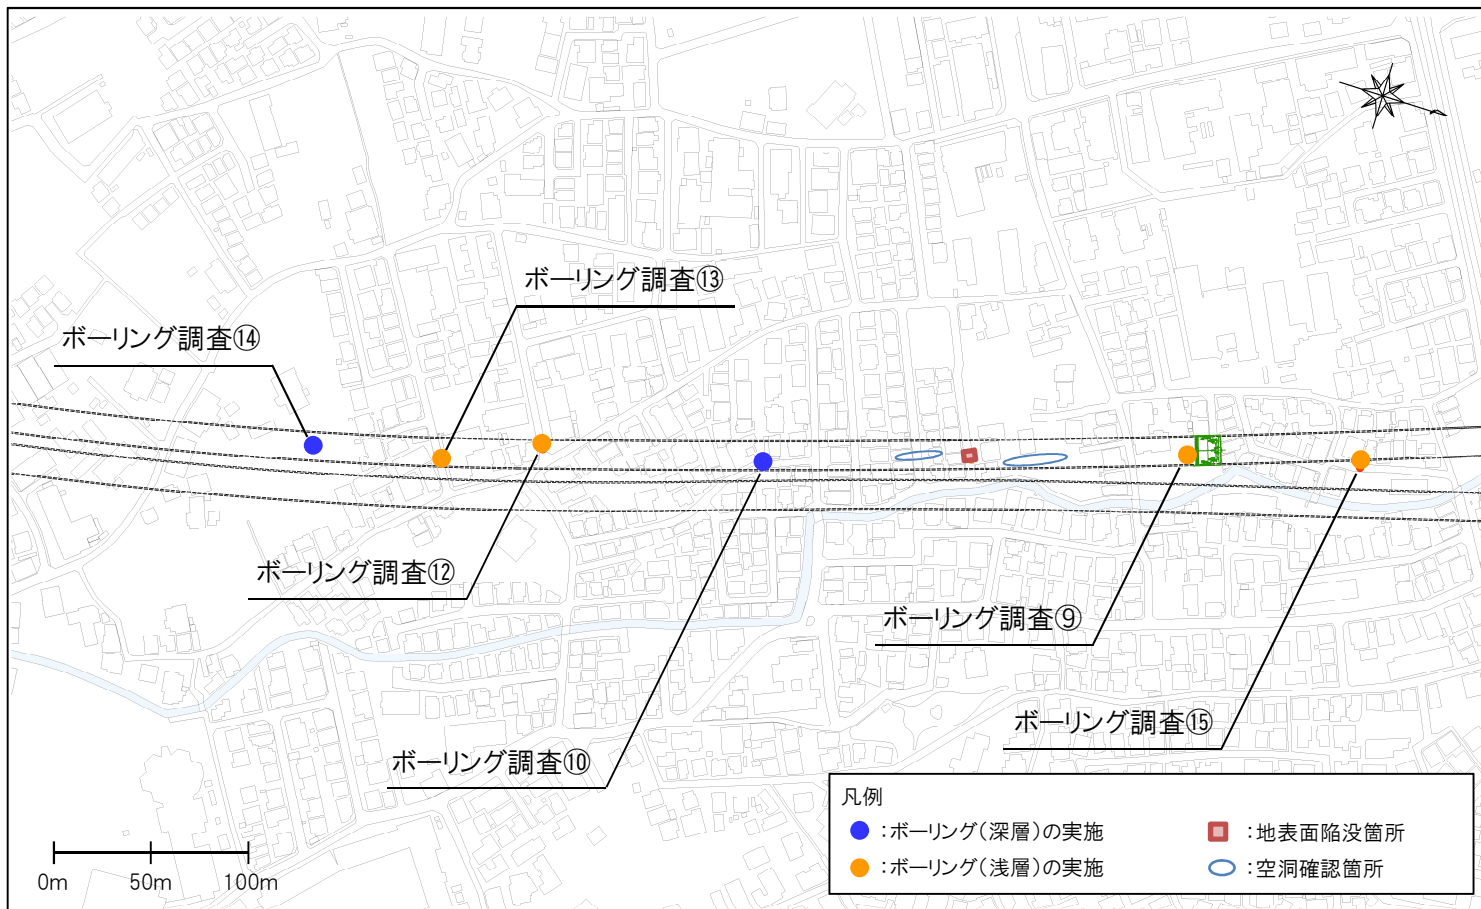 ボーリング調査⑬
ボーリング調査⑭
ボーリング調査⑫
ボーリング調査⑨
ボーリング調査⑮
ボーリング調査⑩
凡例
：ボーリング（深層）の実施
：地表面陥没箇所
：ボーリング（浅層）の実施
：空洞確認箇所
0m 50m 100m